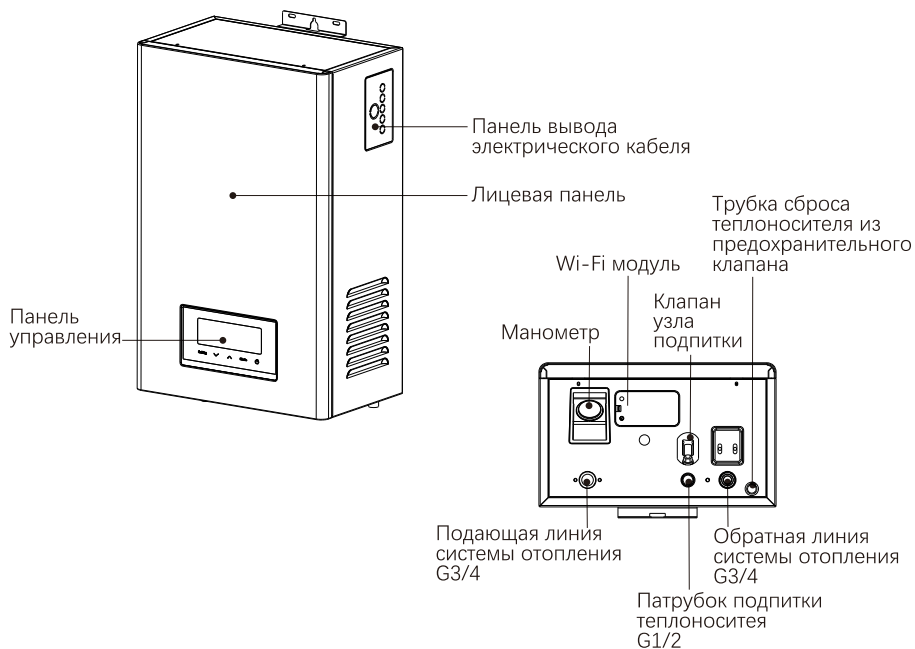 Панель вывода
электрического кабеля
Лицевая панель
Панель
управления
Трубка сброса
теплоносителя из
предохранительного
клапана
Wi-Fi модуль
Клапан
узла
подпитки
Манометр
Подающая линия
системы отопления
G3/4
Обратная линия
системы отопления
G3/4
Патрубок подпитки
теплоноситея
G1/2